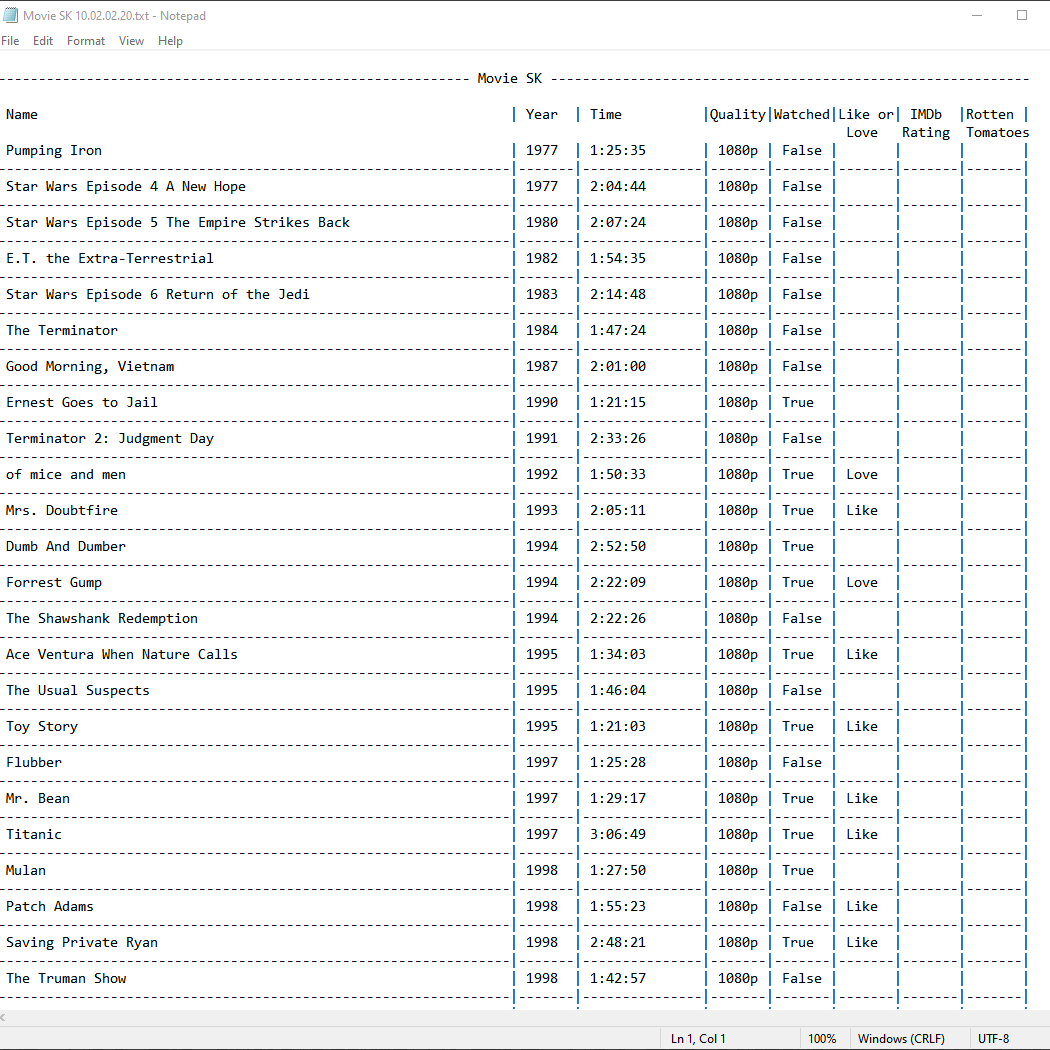 Movie SK 10.02.02.20.txt - Notepad
File Edit Format View Help
----------------------------------------------------------- Movie SK ------------------------------------------------------------
Name | Year | Time |Quality|Watched|Like or| IMDb |Rotten |
Love Rating Tomatoes
Pumping Iron | 1977 | 1:25:35 | 1080p | False | | | |
Star Wars Episode 4 A New Hope | 1977 | 2:04:44 | 1080p | False | | | |
Star Wars Episode 5 The Empire Strikes Back | 1980 | 2:07:24 | 1080p | False | | | |
E.T. the Extra-Terrestrial | 1982 | 1:54:35 | 1080p | False | | | |
Star Wars Episode 6 Return of the Jedi | 1983 | 2:14:48 | 1080p | False | | | |
The Terminator | 1984 | 1:47:24 | 1080p | False | | | |
Good Morning, Vietnam | 1987 | 2:01:00 | 1080p | False | | | |
Ernest Goes to Jail | 1990 | 1:21:15 | 1080p | True | | | |
Terminator 2: Judgment Day | 1991 | 2:33:26 | 1080p | False | | | |
of mice and men | 1992 | 1:50:33 | 1080p | True | Love | | |
Mrs. Doubtfire | 1993 | 2:05:11 | 1080p | True | Like | | |
Dumb And Dumber | 1994 | 2:52:50 | 1080p | True | | | |
Forrest Gump | 1994 | 2:22:09 | 1080p | True | Love | | |
The Shawshank Redemption | 1994 | 2:22:26 | 1080p | False | | | |
Ace Ventura When Nature Calls | 1995 | 1:34:03 | 1080p | True | Like | | |
The Usual Suspects | 1995 | 1:46:04 | 1080p | False | | | |
Toy Story | 1995 | 1:21:03 | 1080p | True | Like | | |
Flubber | 1997 | 1:25:28 | 1080p | False | | | |
Mr. Bean | 1997 | 1:29:17 | 1080p | True | Like | | |
Titanic | 1997 | 3:06:49 | 1080p | True | Like | | |
Mulan | 1998 | 1:27:50 | 1080p | True | | | |
Patch Adams | 1998 | 1:55:23 | 1080p | False | Like | | |
Saving Private Ryan | 1998 | 2:48:21 | 1080p | True | Like | | |
The Truman Show | 1998 | 1:42:57 | 1080p | False | | | |
Ln 1, Col 1 100% Windows (CRLF) UTF-8